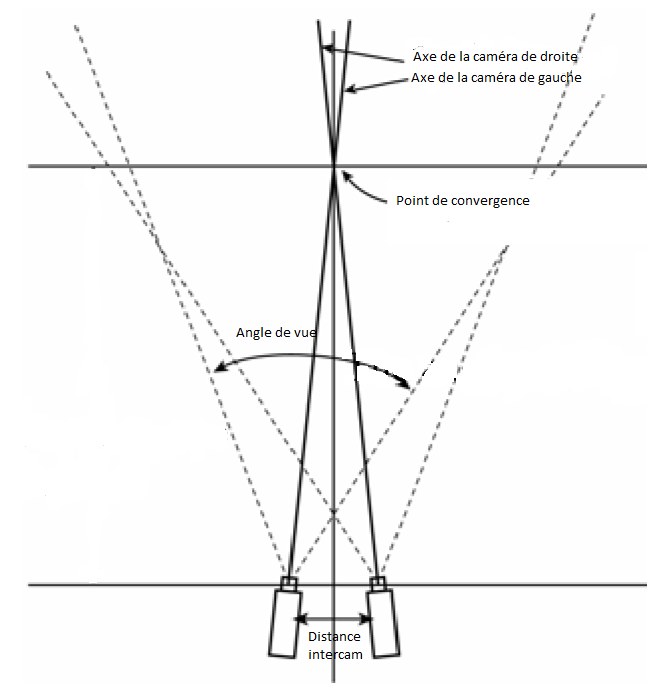 Axe de la caméra de droite
Axe de la caméra de gauche
Point de convergence
Angle de vue
Distance
intercam